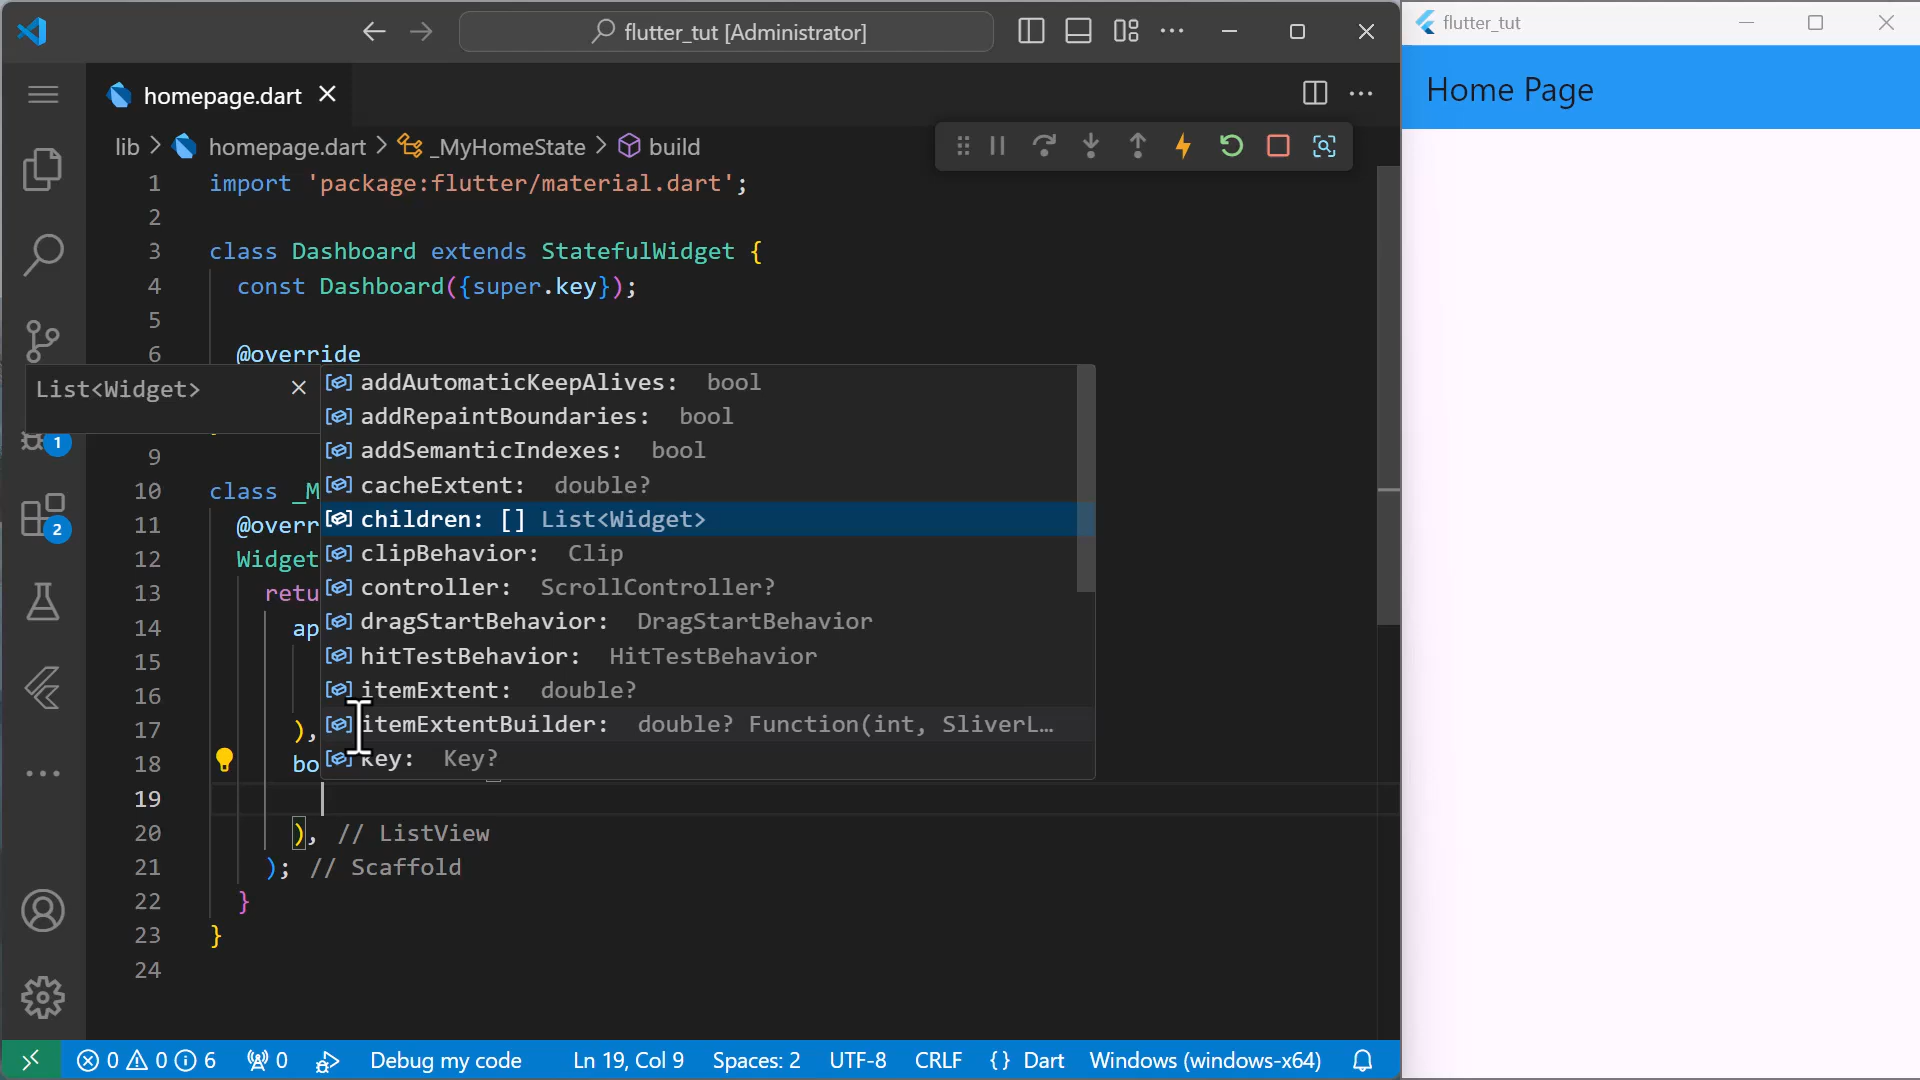 flutter_tut [Administrator]
flutter_tut
Home Page
homepage.dart
lib > homepage.dart > _MyHomeState > build
1 import 'package:flutter/material.dart';
2
3 class Dashboard extends StatefulWidget {
4 const Dashboard({super.key});
5
6 @override
List<Widget>
addAutomaticKeepAlives: bool
addRepaintBoundaries: bool
addSemanticIndexes: bool
cacheExtent: double?
children: [] List<Widget>
clipBehavior: Clip
controller: ScrollController?
dragStartBehavior: DragStartBehavior
hitTestBehavior: HitTestBehavior
itemExtent: double?
itemExtentBuilder: double? Function(int, SliverL…
key: Key?
1
2
9
10 class _M
11 @overr
12 Widget
13 retu
14 ap
15
16
17 ),
18 bo
19
20 ), // ListView
21 ); // Scaffold
22 }
23 }
24
0 0 6 0 Debug my code Ln 19, Col 9 Spaces: 2 UTF-8 CRLF {} Dart Windows (windows-x64)